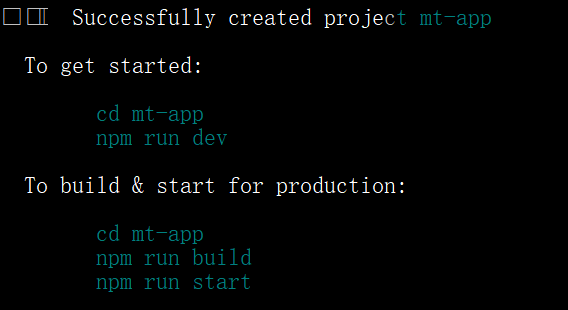 Successfully created project mt-app
To get started:
cd mt-app
npm run dev
To build & start for production:
cd mt-app
npm run build
npm run start